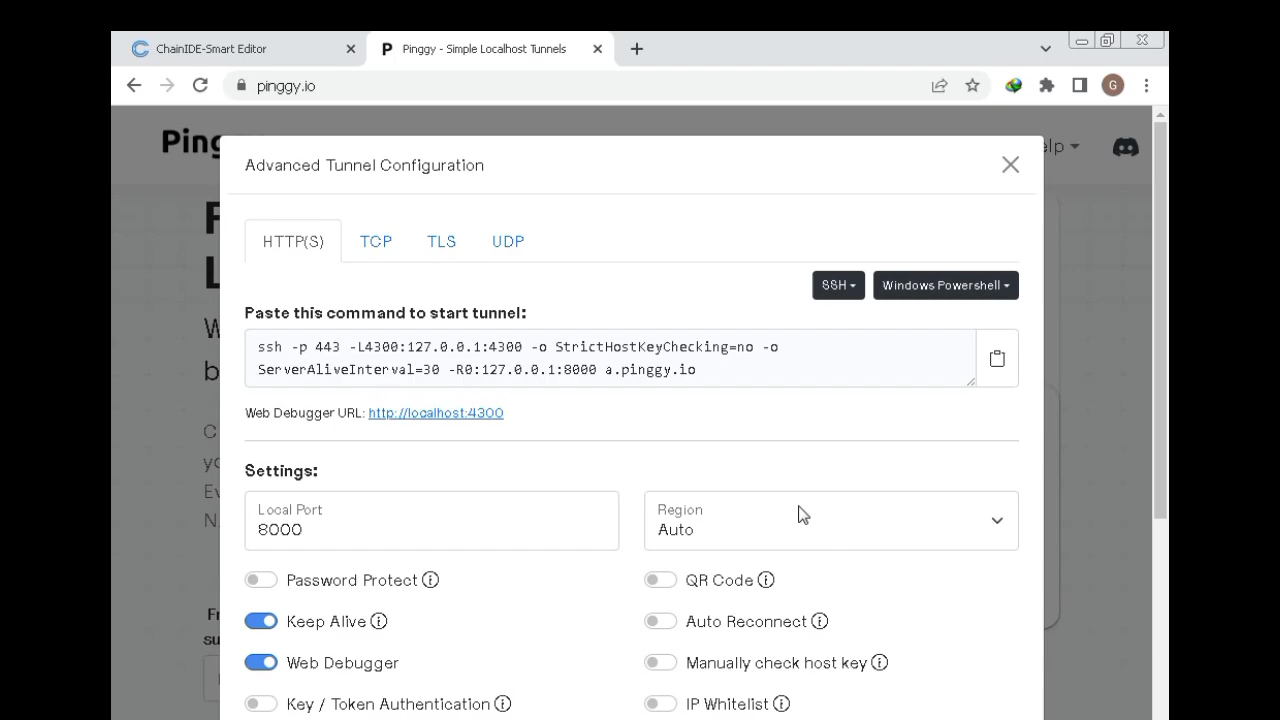 ChainIDE-Smart Editor
P Pinggy - Simple Localhost Tunnels
pinggy.io
G
Ping
elp
Advanced Tunnel Configuration
HTTP(S) TCP TLS UDP
SSH Windows Powershell
Paste this command to start tunnel:
ssh -p 443 -L4300:127.0.0.1:4300 -o StrictHostKeyChecking=no -o
ServerAliveInterval=30 -R0:127.0.0.1:8000 a.pinggy.io
Web Debugger URL: http://localhost:4300
Settings:
Local Port
8000
Region
Auto
Password Protect
QR Code
Keep Alive
Auto Reconnect
Web Debugger
Manually check host key
Key / Token Authentication
IP Whitelist